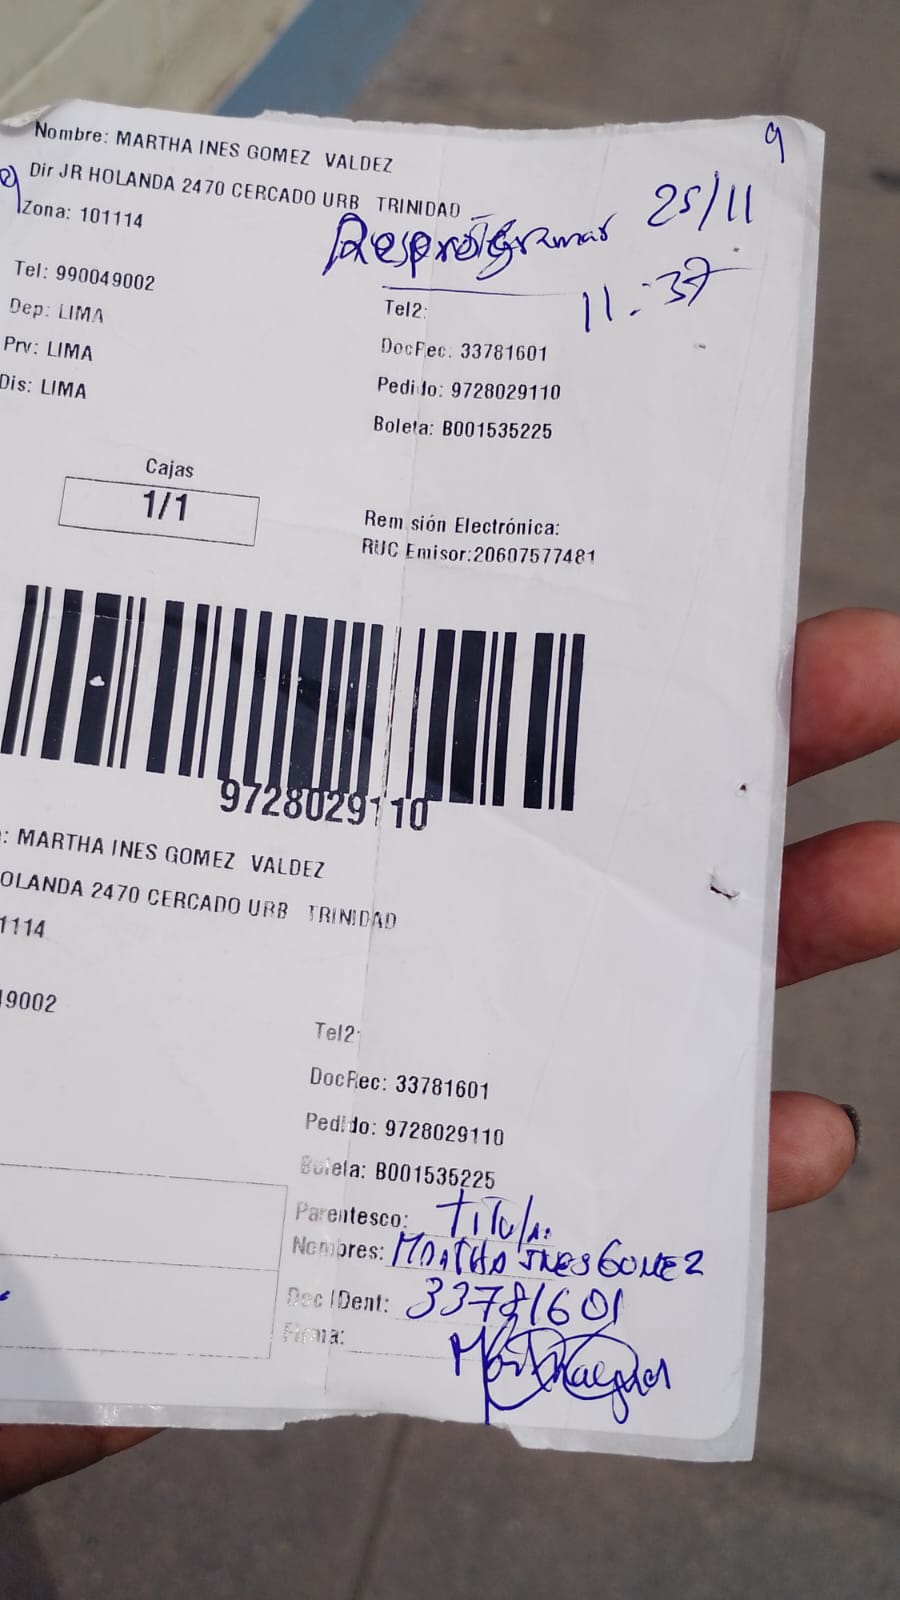 9
Nombre: MARTHA INES GOMEZ VALDEZ
Dir JR HOLANDA 2470 CERCADO URB TRINIDAD
Zona: 101114
Reprogramar 25/11
11:37
Tel: 990049002
Tel2:
Dep: LIMA
DocRec: 33781601
Prv: LIMA
Pedido: 9728029110
Dis: LIMA
Boleta: B001535225
Cajas
1/1
Remisión Electrónica:
RUC Emisor:20607577481
9728029110
: MARTHA INES GOMEZ VALDEZ
OLANDA 2470 CERCADO URB TRINIDAD
1114
49002
Tel2:
DocRec: 33781601
Pedido: 9728029110
Boleta: B001535225
Parentesco: Titular
Nombres: MARTHA INES GOMEZ
Doc IDent: 33781601
Firma: